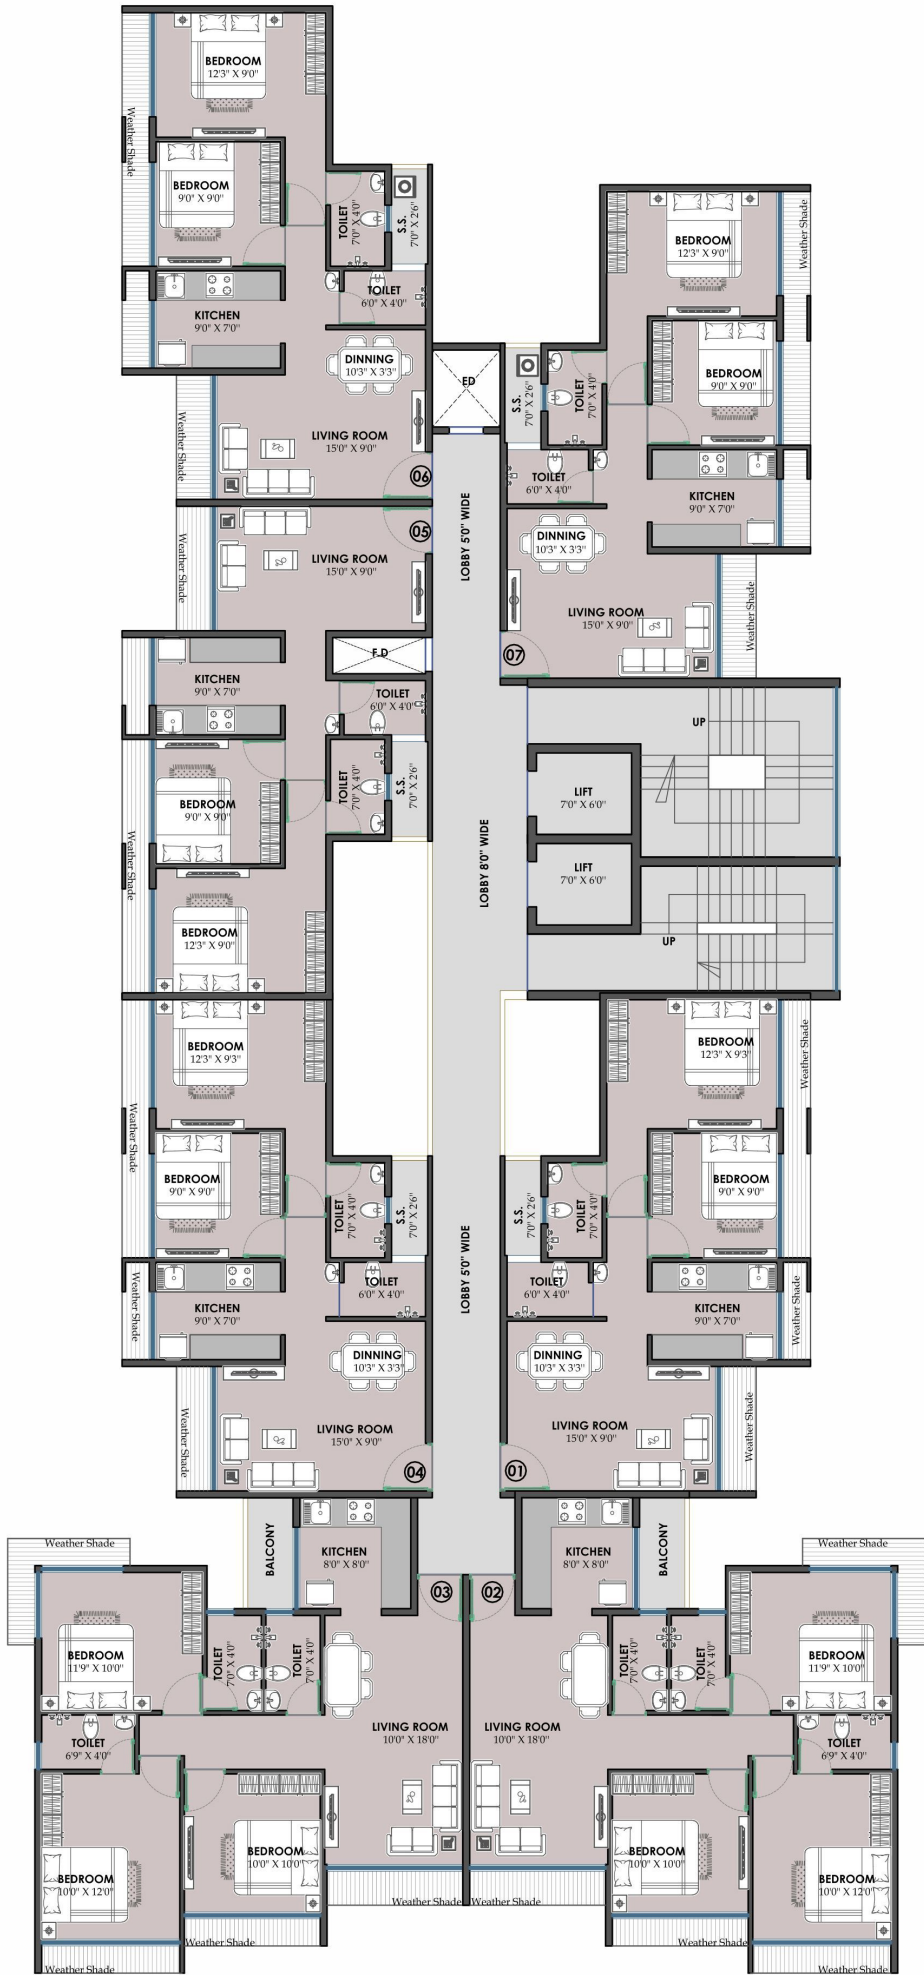 BEDROOM
12'3" X 9'0"
Weather Shade
BEDROOM
9'0" X 9'0"
TOILET
7'0" X 4'0"
S.S.
7'0" X 2'6"
TOILET
6'0" X 4'0"
KITCHEN
9'0" X 7'0"
DINNING
10'3" X 3'3"
LIVING ROOM
15'0" X 9'0"
Weather Shade
06
ED
BEDROOM
12'3" X 9'0"
Weather Shade
BEDROOM
9'0" X 9'0"
S.S.
7'0" X 2'6"
TOILET
7'0" X 4'0"
TOILET
6'0" X 4'0"
KITCHEN
9'0" X 7'0"
DINNING
10'3" X 3'3"
LIVING ROOM
15'0" X 9'0"
Weather Shade
07
LOBBY 5'0" WIDE
05
LIVING ROOM
15'0" X 9'0"
Weather Shade
F.D
KITCHEN
9'0" X 7'0"
TOILET
6'0" X 4'0"
TOILET
7'0" X 4'0"
S.S.
7'0" X 2'6"
BEDROOM
9'0" X 9'0"
Weather Shade
BEDROOM
12'3" X 9'0"
UP
LIFT
7'0" X 6'0"
LOBBY 8'0" WIDE
LIFT
7'0" X 6'0"
UP
BEDROOM
12'3" X 9'3"
Weather Shade
BEDROOM
9'0" X 9'0"
TOILET
7'0" X 4'0"
S.S.
7'0" X 2'6"
TOILET
6'0" X 4'0"
KITCHEN
9'0" X 7'0"
Weather Shade
DINNING
10'3" X 3'3"
LIVING ROOM
15'0" X 9'0"
Weather Shade
04
LOBBY 5'0" WIDE
BEDROOM
12'3" X 9'3"
Weather Shade
BEDROOM
9'0" X 9'0"
S.S.
7'0" X 2'6"
TOILET
7'0" X 4'0"
TOILET
6'0" X 4'0"
KITCHEN
9'0" X 7'0"
Weather Shade
DINNING
10'3" X 3'3"
LIVING ROOM
15'0" X 9'0"
Weather Shade
01
Weather Shade
BALCONY
KITCHEN
8'0" X 8'0"
03
BEDROOM
11'9" X 10'0"
TOILET
7'0" X 4'0"
TOILET
7'0" X 4'0"
TOILET
6'9" X 4'0"
LIVING ROOM
10'0" X 18'0"
BEDROOM
10'0" X 12'0"
BEDROOM
10'0" X 10'0"
Weather Shade
Weather Shade
Weather Shade
02
KITCHEN
8'0" X 8'0"
BALCONY
Weather Shade
TOILET
7'0" X 4'0"
TOILET
7'0" X 4'0"
BEDROOM
11'9" X 10'0"
LIVING ROOM
10'0" X 18'0"
TOILET
6'9" X 4'0"
BEDROOM
10'0" X 10'0"
BEDROOM
10'0" X 12'0"
Weather Shade
Weather Shade
Weather Shade